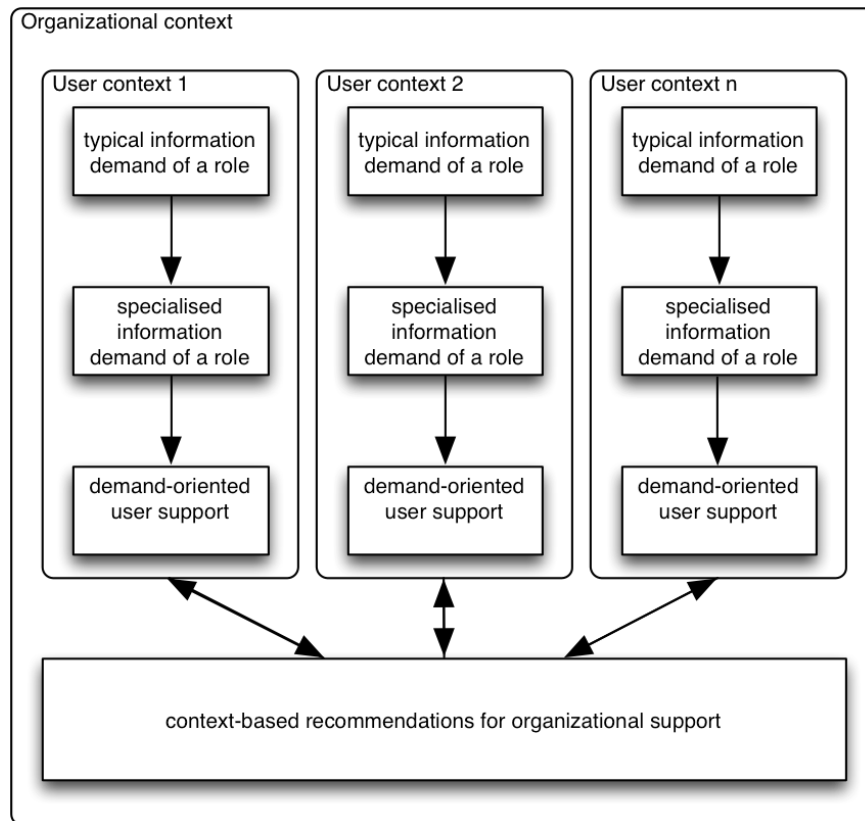 Organizational context
User context 1
typical information
demand of a role
specialised
information
demand of a role
demand-oriented
user support
User context 2
typical information
demand of a role
specialised
information
demand of a role
demand-oriented
user support
User context n
typical information
demand of a role
specialised
information
demand of a role
demand-oriented
user support
context-based recommendations for organizational support